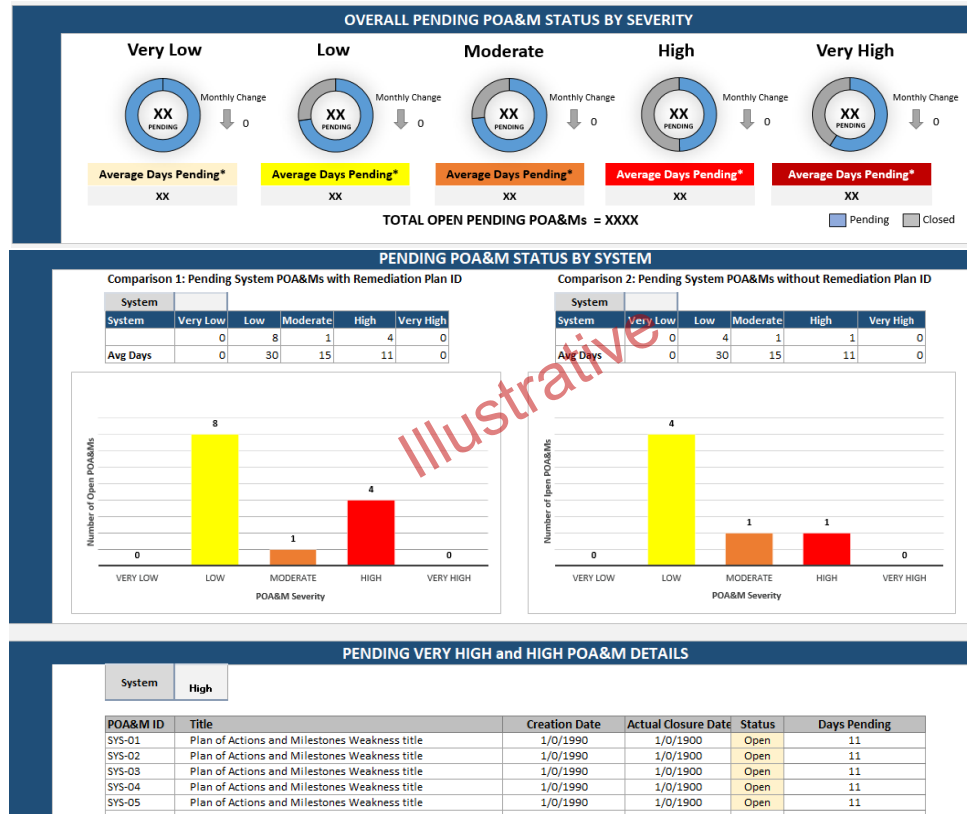 OVERALL PENDING POA&M STATUS BY SEVERITY
Very Low Low Moderate High Very High
Monthly Change Monthly Change Monthly Change Monthly Change Monthly Change
XX XX XX XX XX
PENDING PENDING PENDING PENDING PENDING
0 0 0 0 0
Average Days Pending* Average Days Pending* Average Days Pending* Average Days Pending* Average Days Pending*
XX XX XX XX XX
TOTAL OPEN PENDING POA&Ms = XXXX
Pending Closed
PENDING POA&M STATUS BY SYSTEM
Comparison 1: Pending System POA&Ms with Remediation Plan ID
System
System Very Low Low Moderate High Very High
0 8 1 4 0
Avg Days 0 30 15 11 0
Number of Open POA&Ms
0 8 1 4 0
VERY LOW LOW MODERATE HIGH VERY HIGH
POA&M Severity
Comparison 2: Pending System POA&Ms without Remediation Plan ID
System
System Very Low Low Moderate High Very High
0 4 1 1 0
Avg Days 0 30 15 11 0
Number of Ipen POA&Ms
0 4 1 1 0
VERY LOW LOW MODERATE HIGH VERY HIGH
POA&M Severity
Illustrative
PENDING VERY HIGH and HIGH POA&M DETAILS
System High
POA&M ID Title Creation Date Actual Closure Date Status Days Pending
SYS-01 Plan of Actions and Milestones Weakness title 1/0/1990 1/0/1900 Open 11
SYS-02 Plan of Actions and Milestones Weakness title 1/0/1990 1/0/1900 Open 11
SYS-03 Plan of Actions and Milestones Weakness title 1/0/1990 1/0/1900 Open 11
SYS-04 Plan of Actions and Milestones Weakness title 1/0/1990 1/0/1900 Open 11
SYS-05 Plan of Actions and Milestones Weakness title 1/0/1990 1/0/1900 Open 11